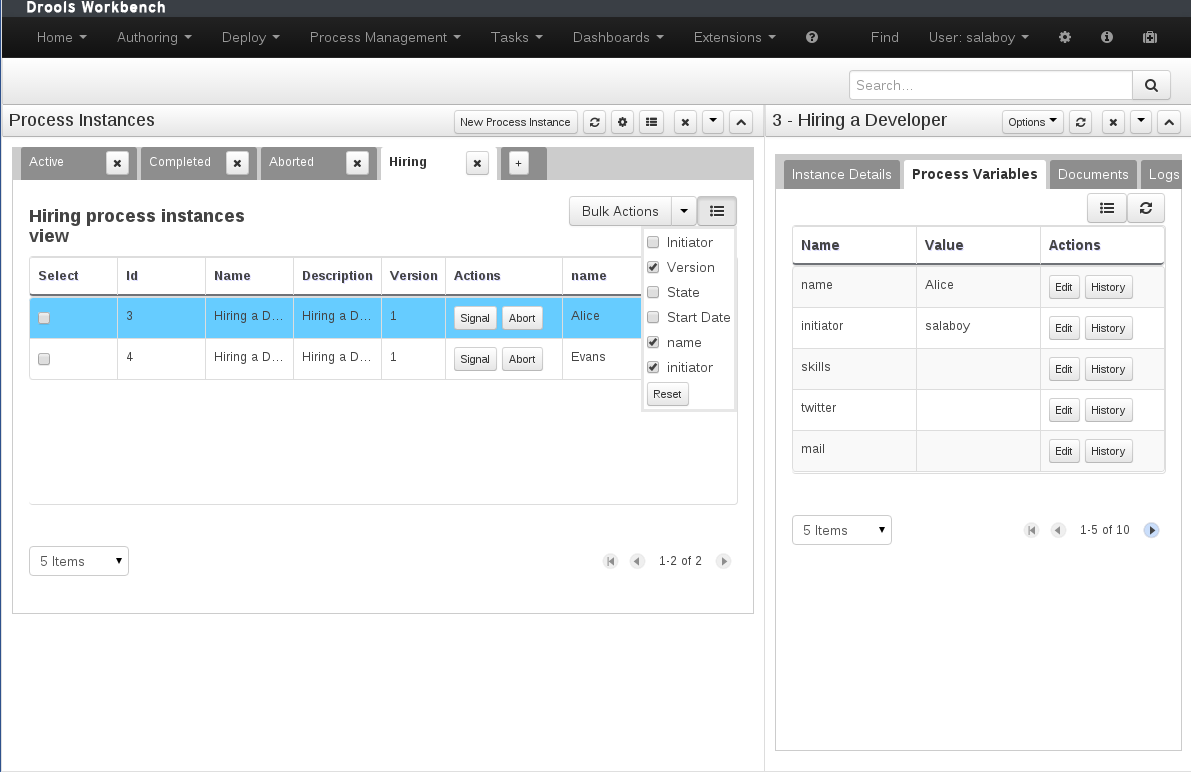 Drools Workbench
Home Authoring Deploy Process Management Tasks Dashboards Extensions Find User: salaboy
Search...
Process Instances New Process Instance
3 - Hiring a Developer Options
Active Completed Aborted Hiring +
Instance Details Process Variables Documents Logs
Hiring process instances
view
Bulk Actions
Initiator
Version
State
Start Date
name
initiator
Reset
Select Id Name Description Version Actions name
3 Hiring a D... Hiring a D... 1 Signal Abort Alice
4 Hiring a D... Hiring a D... 1 Signal Abort Evans
5 Items 1-2 of 2
Name Value Actions
name Alice Edit History
initiator salaboy Edit History
skills Edit History
twitter Edit History
mail Edit History
5 Items 1-5 of 10